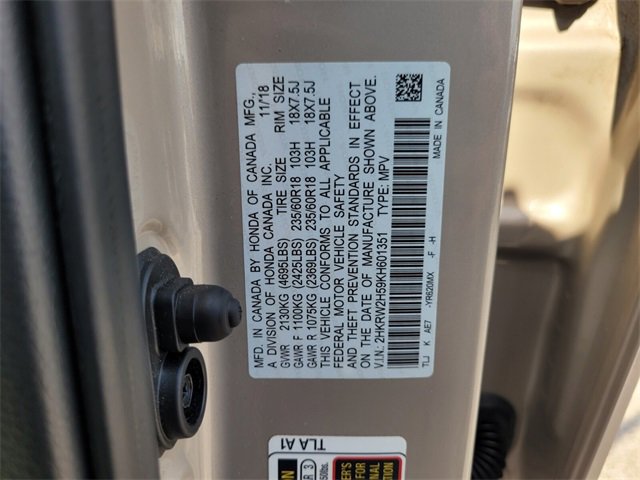 MFD. IN CANADA BY HONDA OF CANADA MFG.,
A DIVISION OF HONDA CANADA INC. 11/18
GVWR 2130KG (4695LBS) TIRE SIZE RIM SIZE
GAWR F 1100KG (2425LBS) 235/60R18 103H 18X7.5J
GAWR R 1075KG (2369LBS) 235/60R18 103H 18X7.5J
THIS VEHICLE CONFORMS TO ALL APPLICABLE
FEDERAL MOTOR VEHICLE SAFETY
AND THEFT PREVENTION STANDARDS IN EFFECT
ON THE DATE OF MANUFACTURE SHOWN ABOVE.
V.I.N.: 2HKRW2H59KH601351 TYPE: MPV
TLJ K AE7 -YR620MX -F -H MADE IN CANADA
TLA A1